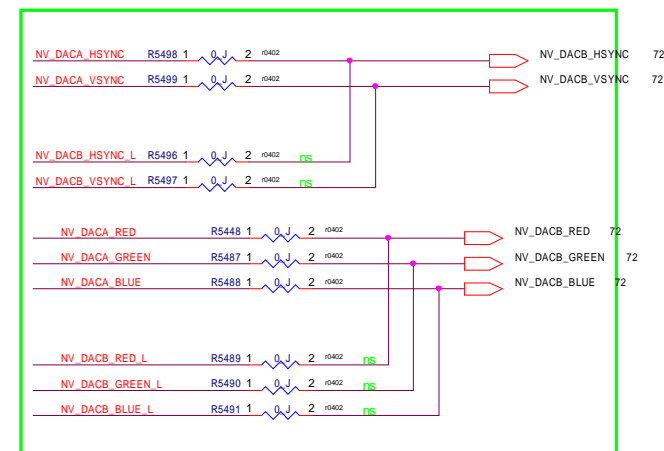 NV_DACA_HSYNC R5498 1 0_J 2 r0402 NV_DACB_HSYNC 72
NV_DACA_VSYNC R5499 1 0_J 2 r0402 NV_DACB_VSYNC 72
NV_DACB_HSYNC_L R5496 1 0_J 2 r0402 ns
NV_DACB_VSYNC_L R5497 1 0_J 2 r0402 ns
NV_DACA_RED R5448 1 0_J 2 r0402 NV_DACB_RED 72
NV_DACA_GREEN R5487 1 0_J 2 r0402 NV_DACB_GREEN 72
NV_DACA_BLUE R5488 1 0_J 2 r0402 NV_DACB_BLUE 72
NV_DACB_RED_L R5489 1 0_J 2 r0402 ns
NV_DACB_GREEN_L R5490 1 0_J 2 r0402 ns
NV_DACB_BLUE_L R5491 1 0_J 2 r0402 ns